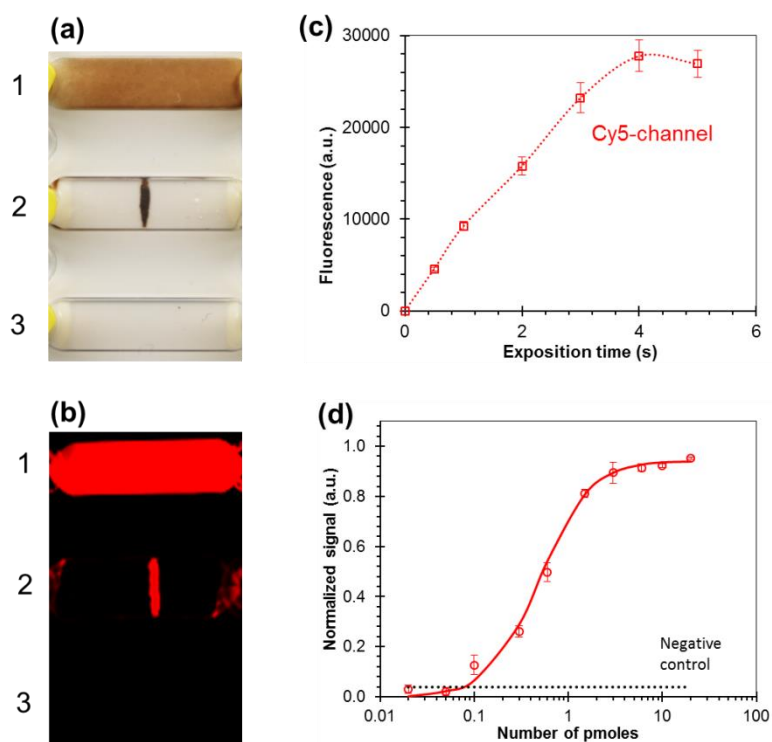 (a)
1
2
3
(b)
1
2
3
(c)
30000
20000
10000
0
0
2
4
6
Fluorescence (a.u.)
Exposition time (s)
Cy5-channel
(d)
1.0
0.8
0.6
0.4
0.2
0.0
0.01
0.1
1
10
100
Normalized signal (a.u.)
Number of pmoles
Negative
control